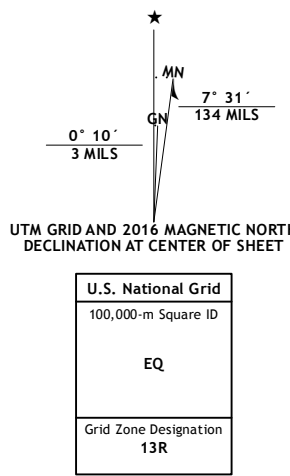 MN
GN
7° 31´
134 MILS
0° 10´
3 MILS
UTM GRID AND 2016 MAGNETIC NORTH
DECLINATION AT CENTER OF SHEET
U.S. National Grid
100,000-m Square ID
EQ
Grid Zone Designation
13R